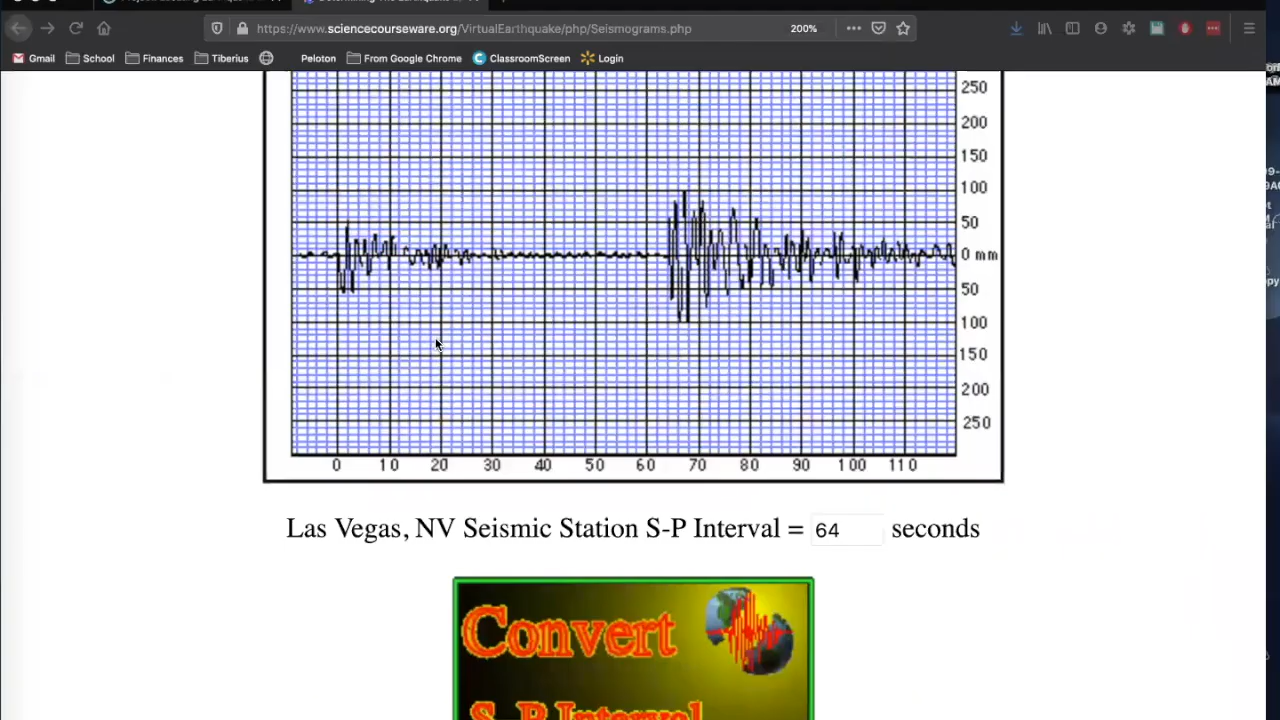 https://www.sciencecourseware.org/VirtualEarthquake/php/Seismograms.php 200%
Gmail School Finances Tiberius Peloton From Google Chrome ClassroomScreen Login
250
200
150
100
50
0 mm
50
100
150
200
250
0 10 20 30 40 50 60 70 80 90 100 110
Las Vegas, NV Seismic Station S-P Interval = 64 seconds
Convert
S-P Interval